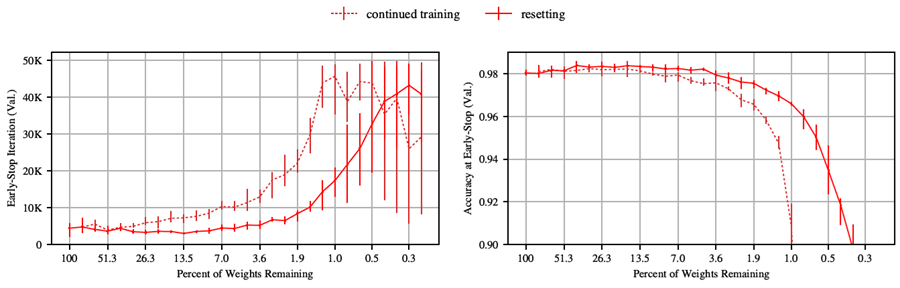 continued training resetting
Early-Stop Iteration (Val.)
50K
40K
30K
20K
10K
0
100 51.3 26.3 13.5 7.0 3.6 1.9 1.0 0.5 0.3
Percent of Weights Remaining
Accuracy at Early-Stop (Val.)
0.98
0.96
0.94
0.92
0.90
100 51.3 26.3 13.5 7.0 3.6 1.9 1.0 0.5 0.3
Percent of Weights Remaining